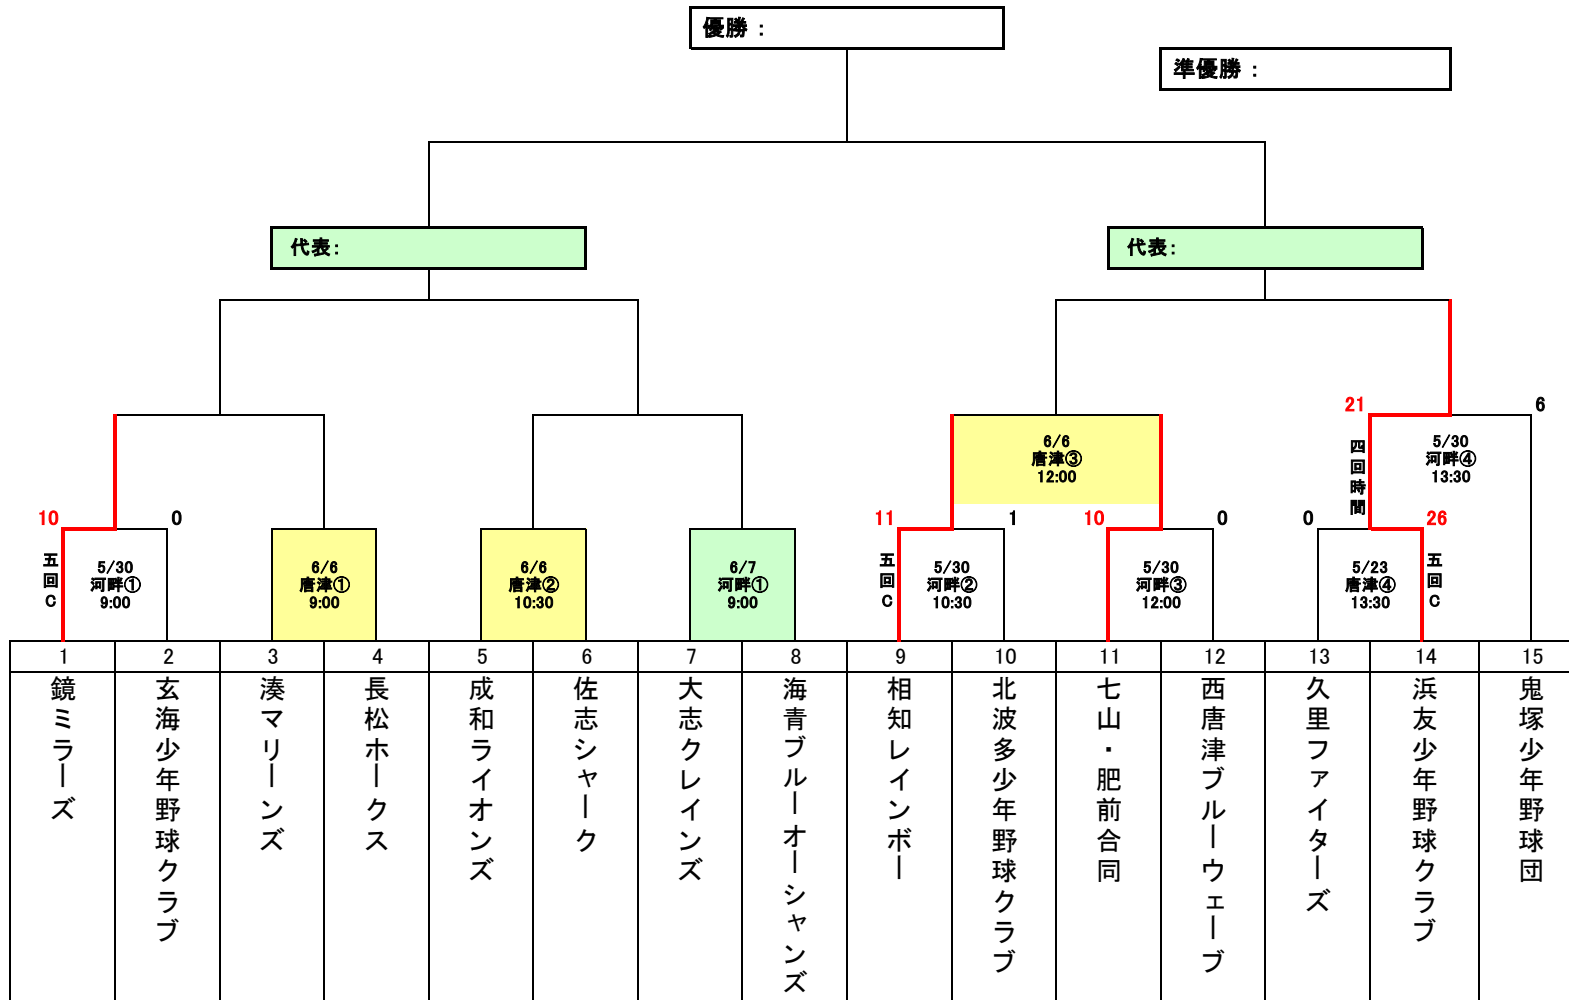 優勝：
準優勝：
代表：
代表：
21
6
6/6
唐津③
12:00
四回時間
5/30
河畔④
13:30
10
0
11
1
10
0
0
26
五回C
5/30
河畔①
9:00
6/6
唐津①
9:00
6/6
唐津②
10:30
6/7
河畔①
9:00
五回C
5/30
河畔②
10:30
5/30
河畔③
12:00
5/23
唐津④
13:30
五回C
1
2
3
4
5
6
7
8
9
10
11
12
13
14
15
鏡ミラーズ
玄海少年野球クラブ
湊マリーンズ
長松ホークス
成和ライオンズ
佐志シャーク
大志クレインズ
海青ブルーオーシャンズ
相知レインボー
北波多少年野球クラブ
七山・肥前合同
西唐津ブルーウェーブ
久里ファイターズ
浜友少年野球クラブ
鬼塚少年野球団